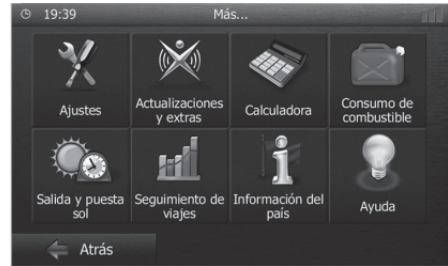 19:39
Más...
Ajustes
Actualizaciones
y extras
Calculadora
Consumo de
combustible
Salida y puesta
sol
Seguimiento de
viajes
Información del
país
Ayuda
Atrás